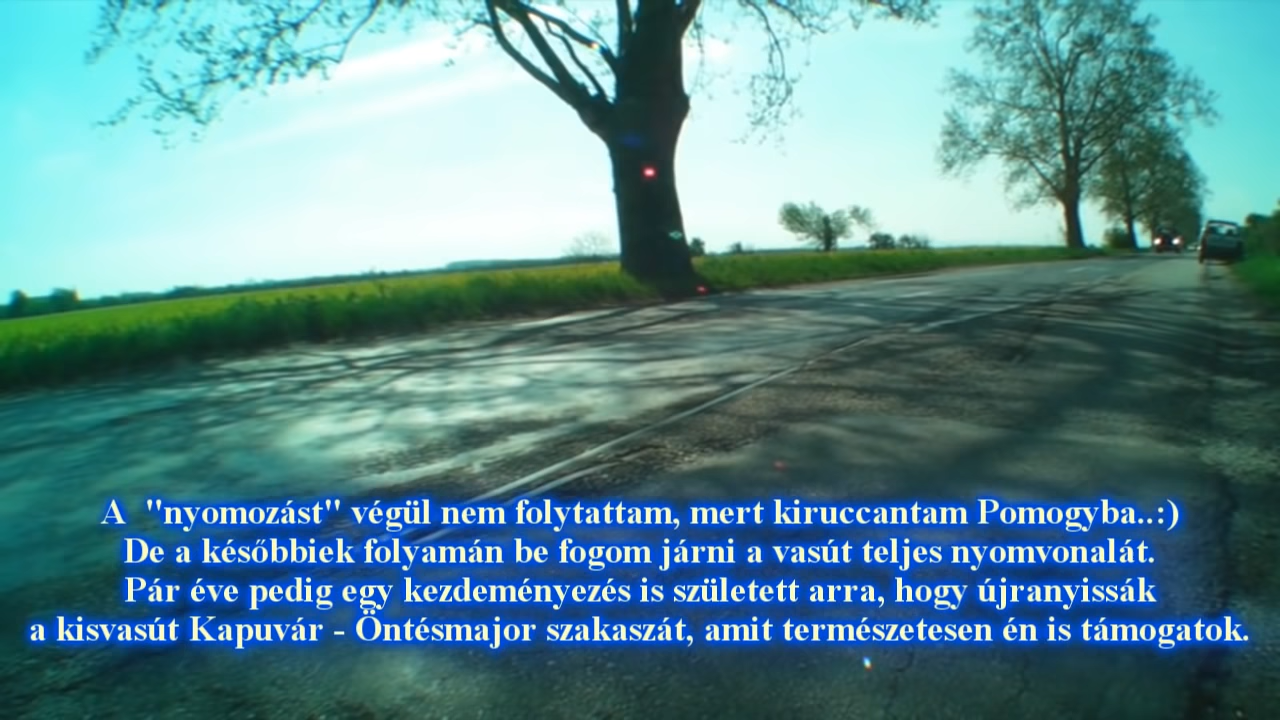 A "nyomozást" végül nem folytattam, mert kiruccantam Pomogyba..:)
De a későbbiek folyamán be fogom járni a vasút teljes nyomvonalát.
Pár éve pedig egy kezdeményezés is született arra, hogy újranyissák
a kisvasút Kapuvár - Öntésmajor szakaszát, amit természetesen én is támogatok.